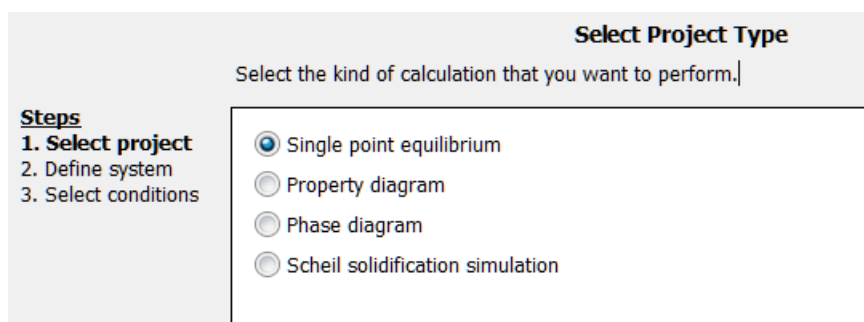 Select Project Type
Select the kind of calculation that you want to perform.
Steps
1. Select project
2. Define system
3. Select conditions
Single point equilibrium
Property diagram
Phase diagram
Scheil solidification simulation